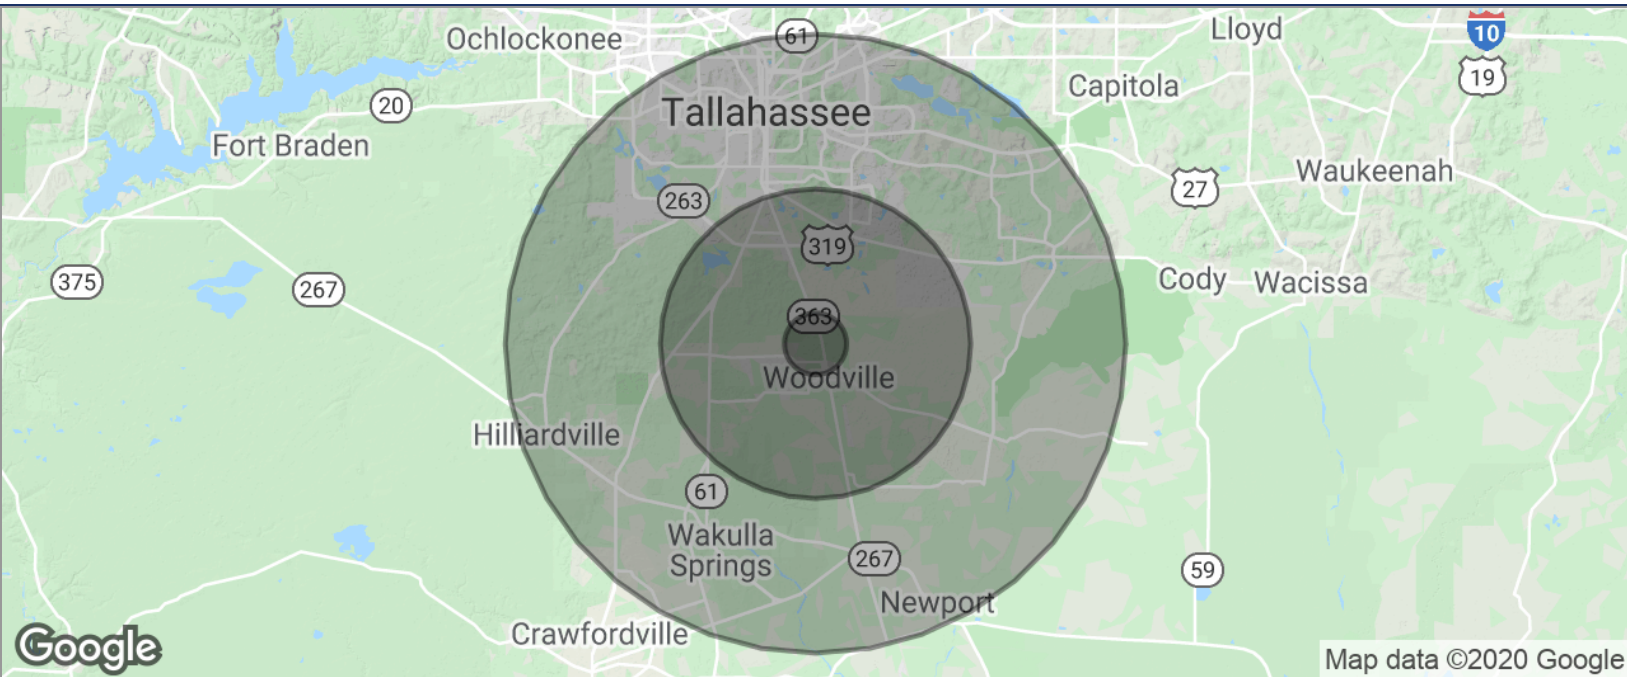 61
Ochlockonee
Lloyd
10
19
Capitola
20
Tallahassee
Fort Braden
Waukeenah
27
263
319
375
267
Cody
Wacissa
363
Woodville
Hilliardville
61
Wakulla
Springs
267
59
Newport
Crawfordville
Google
Map data ©2020 Google